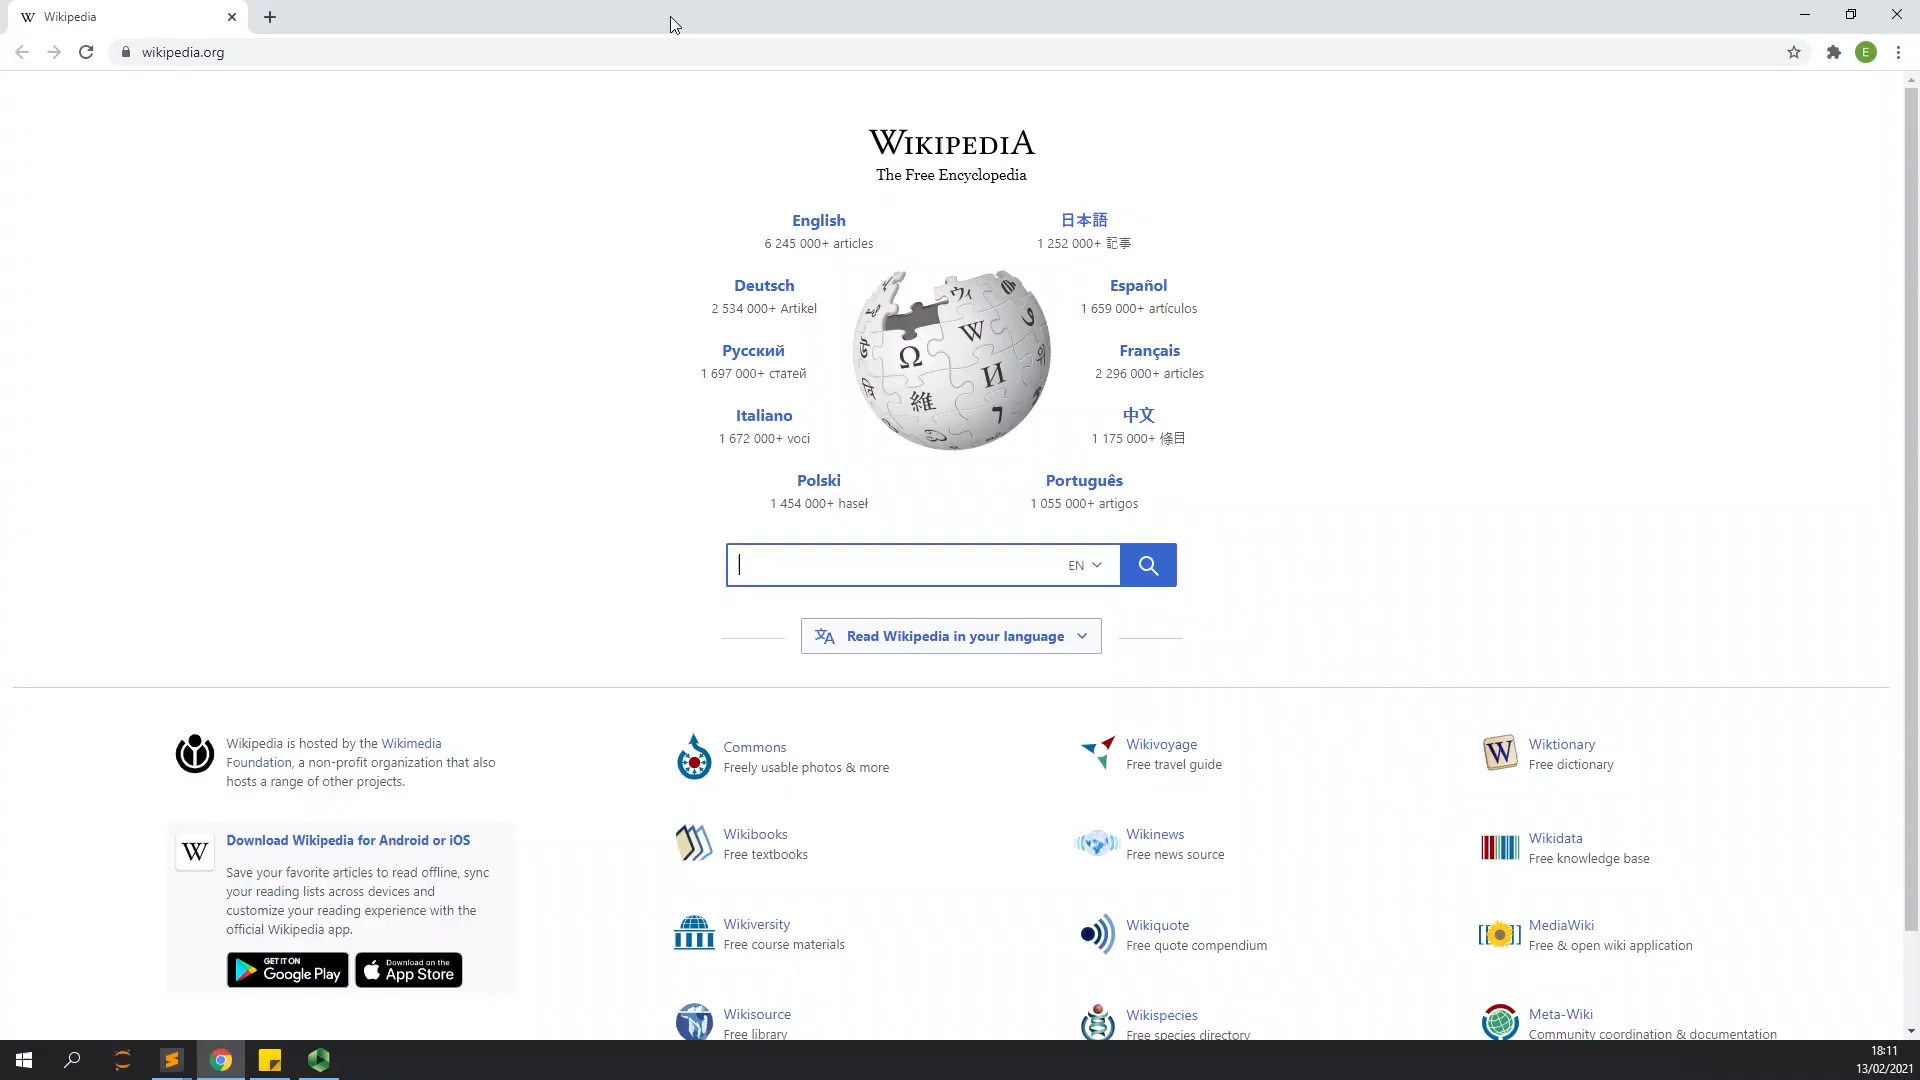 W Wikipedia
wikipedia.org
E
WIKIPEDIA
The Free Encyclopedia
English
6 245 000+ articles
日本語
1 252 000+ 記事
Deutsch
2 534 000+ Artikel
Español
1 659 000+ artículos
Русский
1 697 000+ статей
Français
2 296 000+ articles
Italiano
1 672 000+ voci
中文
1 175 000+ 條目
Polski
1 454 000+ haseł
Português
1 055 000+ artigos
Ω
W
И
維
ウィ
EN
Read Wikipedia in your language
Wikipedia is hosted by the Wikimedia
Foundation, a non-profit organization that also
hosts a range of other projects.
W
Download Wikipedia for Android or iOS
Save your favorite articles to read offline, sync
your reading lists across devices and
customize your reading experience with the
official Wikipedia app.
GET IT ON
Google Play
Download on the
App Store
Commons
Freely usable photos & more
Wikivoyage
Free travel guide
W
Wiktionary
Free dictionary
Wikibooks
Free textbooks
Wikinews
Free news source
Wikidata
Free knowledge base
Wikiversity
Free course materials
Wikiquote
Free quote compendium
MediaWiki
Free & open wiki application
Wikisource
Free library
Wikispecies
Free species directory
Meta-Wiki
Community coordination & documentation
18:11
13/02/2021